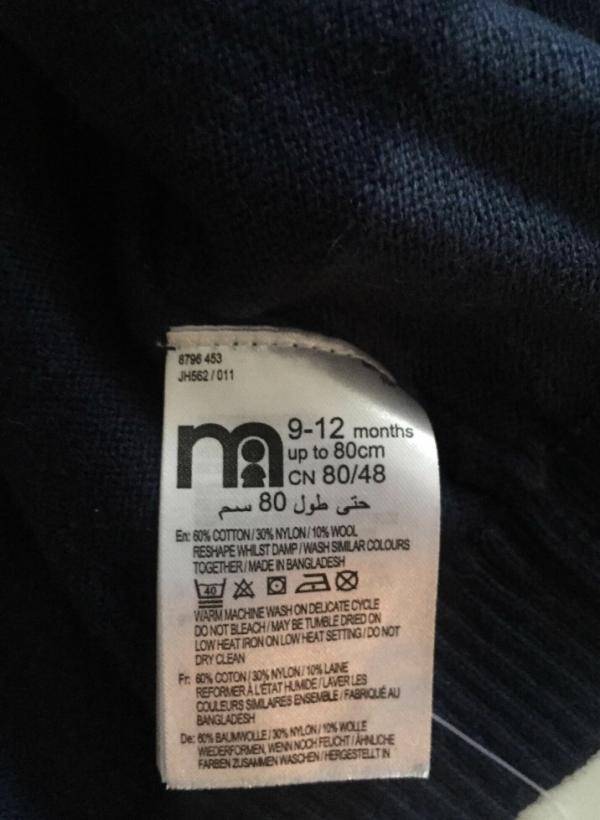 8796 453
JH562 / 011
m
9-12 months
up to 80cm
CN 80/48
حتى طول 80 سم
En: 60% COTTON / 30% NYLON / 10% WOOL
RESHAPE WHILST DAMP / WASH SIMILAR COLOURS
TOGETHER / MADE IN BANGLADESH
40
WARM MACHINE WASH ON DELICATE CYCLE
DO NOT BLEACH / MAY BE TUMBLE DRIED ON
LOW HEAT IRON ON LOW HEAT SETTING / DO NOT
DRY CLEAN
Fr: 60% COTON / 30% NYLON / 10% LAINE
REFORMER À L'ÉTAT HUMIDE / LAVER LES
COULEURS SIMILAIRES ENSEMBLE / FABRIQUÉ AU
BANGLADESH
De: 60% BAUMWOLLE / 30% NYLON / 10% WOLLE
WIEDERFORMEN, WENN NOCH FEUCHT / ÄHNLICHE
FARBEN ZUSAMMEN WASCHEN / HERGESTELLT IN